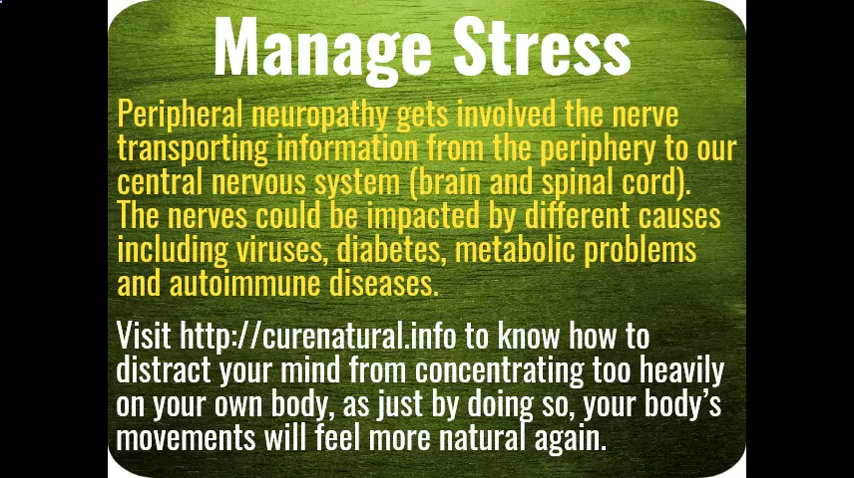 Manage Stress
Peripheral neuropathy gets involved the nerve
transporting information from the periphery to our
central nervous system (brain and spinal cord).
The nerves could be impacted by different causes
including viruses, diabetes, metabolic problems
and autoimmune diseases.
Visit http://curenatural.info to know how to
distract your mind from concentrating too heavily
on your own body, as just by doing so, your body’s
movements will feel more natural again.